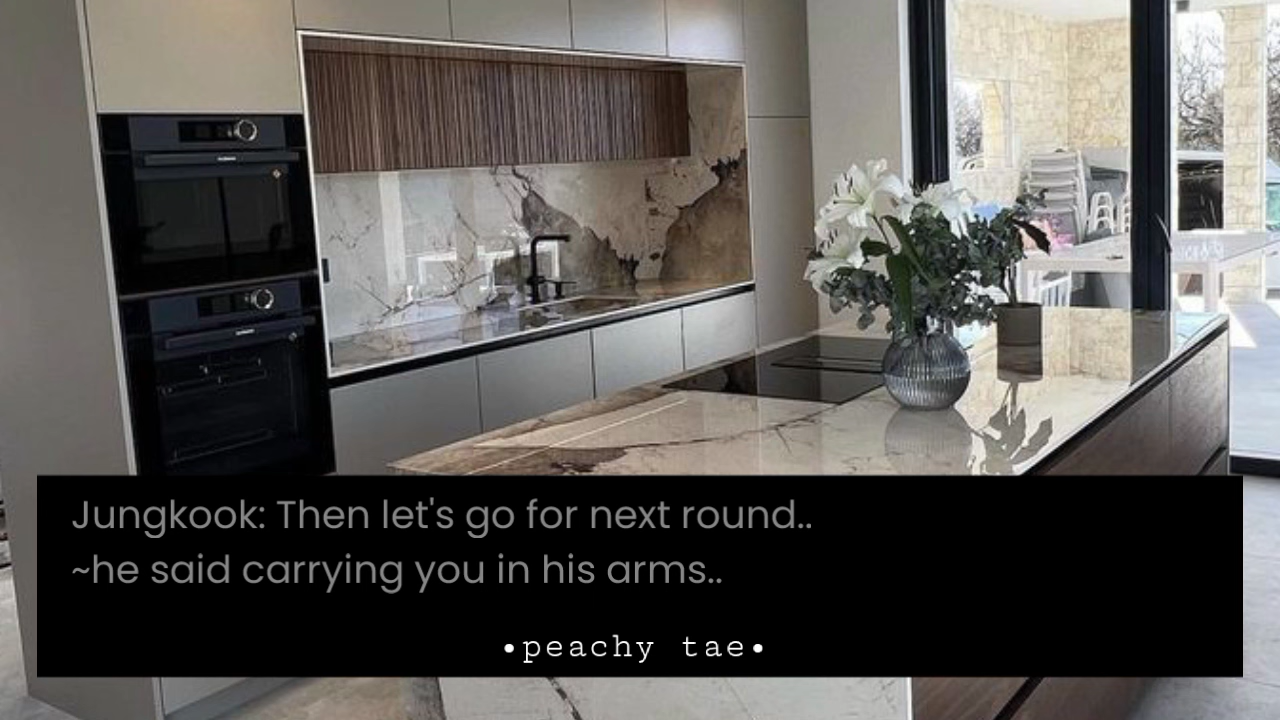 Jungkook: Then let's go for next round..
~he said carrying you in his arms..
•peachy tae•